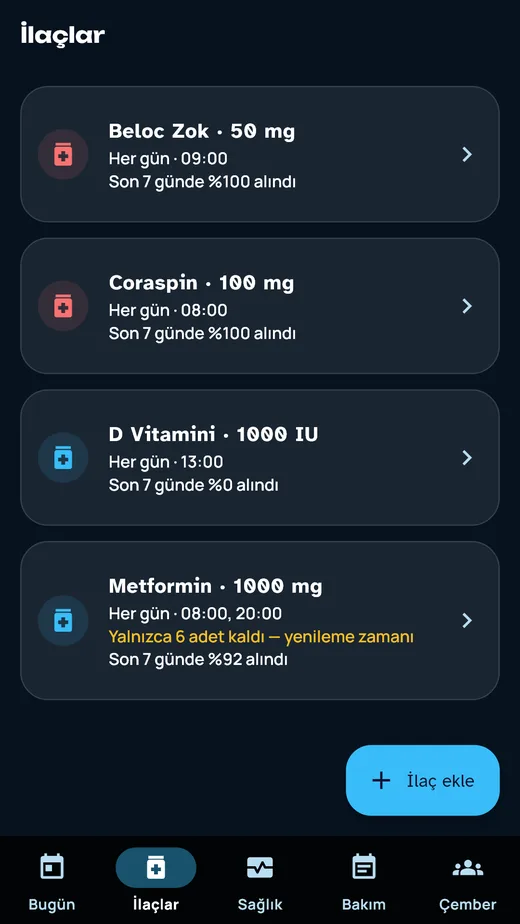 İlaçlar
Beloc Zok · 50 mg
Her gün · 09:00
Son 7 günde %100 alındı
Coraspin · 100 mg
Her gün · 08:00
Son 7 günde %100 alındı
D Vitamini · 1000 IU
Her gün · 13:00
Son 7 günde %0 alındı
Metformin · 1000 mg
Her gün · 08:00, 20:00
Yalnızca 6 adet kaldı — yenileme zamanı
Son 7 günde %92 alındı
İlaç ekle
Bugün
İlaçlar
Sağlık
Bakım
Çember